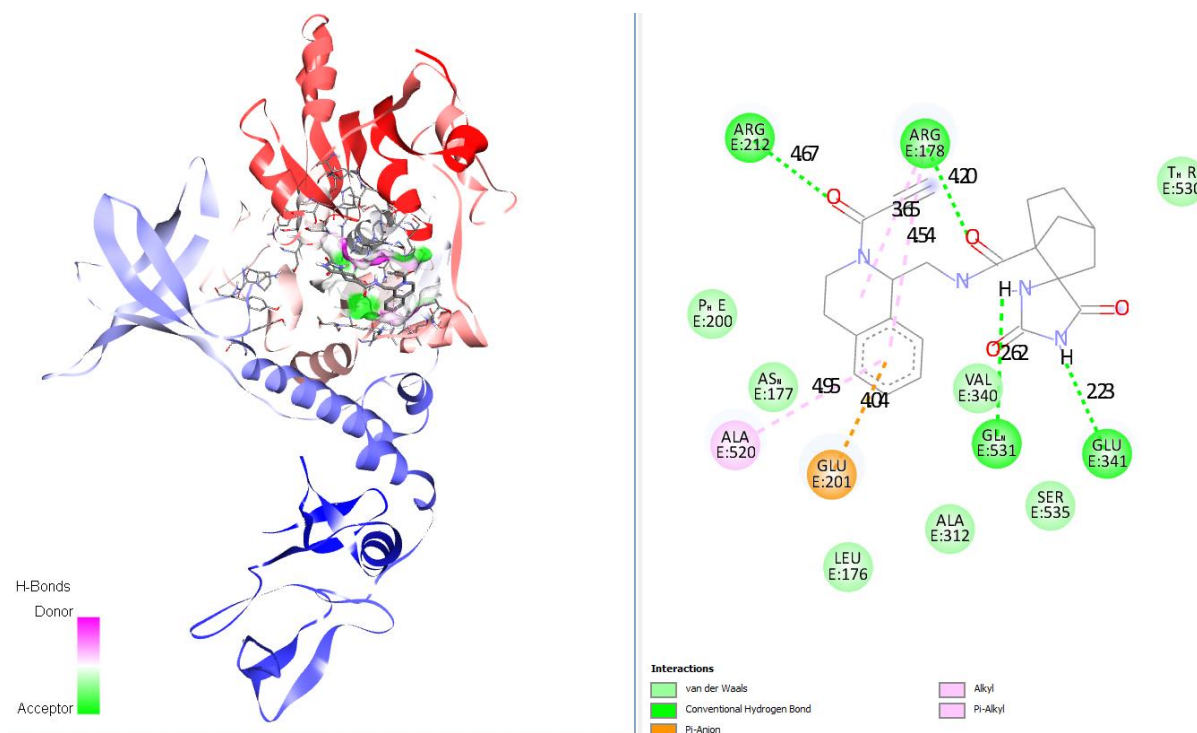 H-Bonds
Donor
Acceptor
ARG
E:212
4.67
ARG
E:178
4.20
THR
E:530
O
3.65
4.54
O
N
N
H
N
O
PHE
E:200
O
2.62
N
H
ASN
E:177
4.95
4.04
VAL
E:340
2.23
ALA
E:520
GLU
E:201
GLN
E:531
GLU
E:341
SER
E:535
ALA
E:312
LEU
E:176
Interactions
van der Waals
Conventional Hydrogen Bond
Pi-Anion
Alkyl
Pi-Alkyl